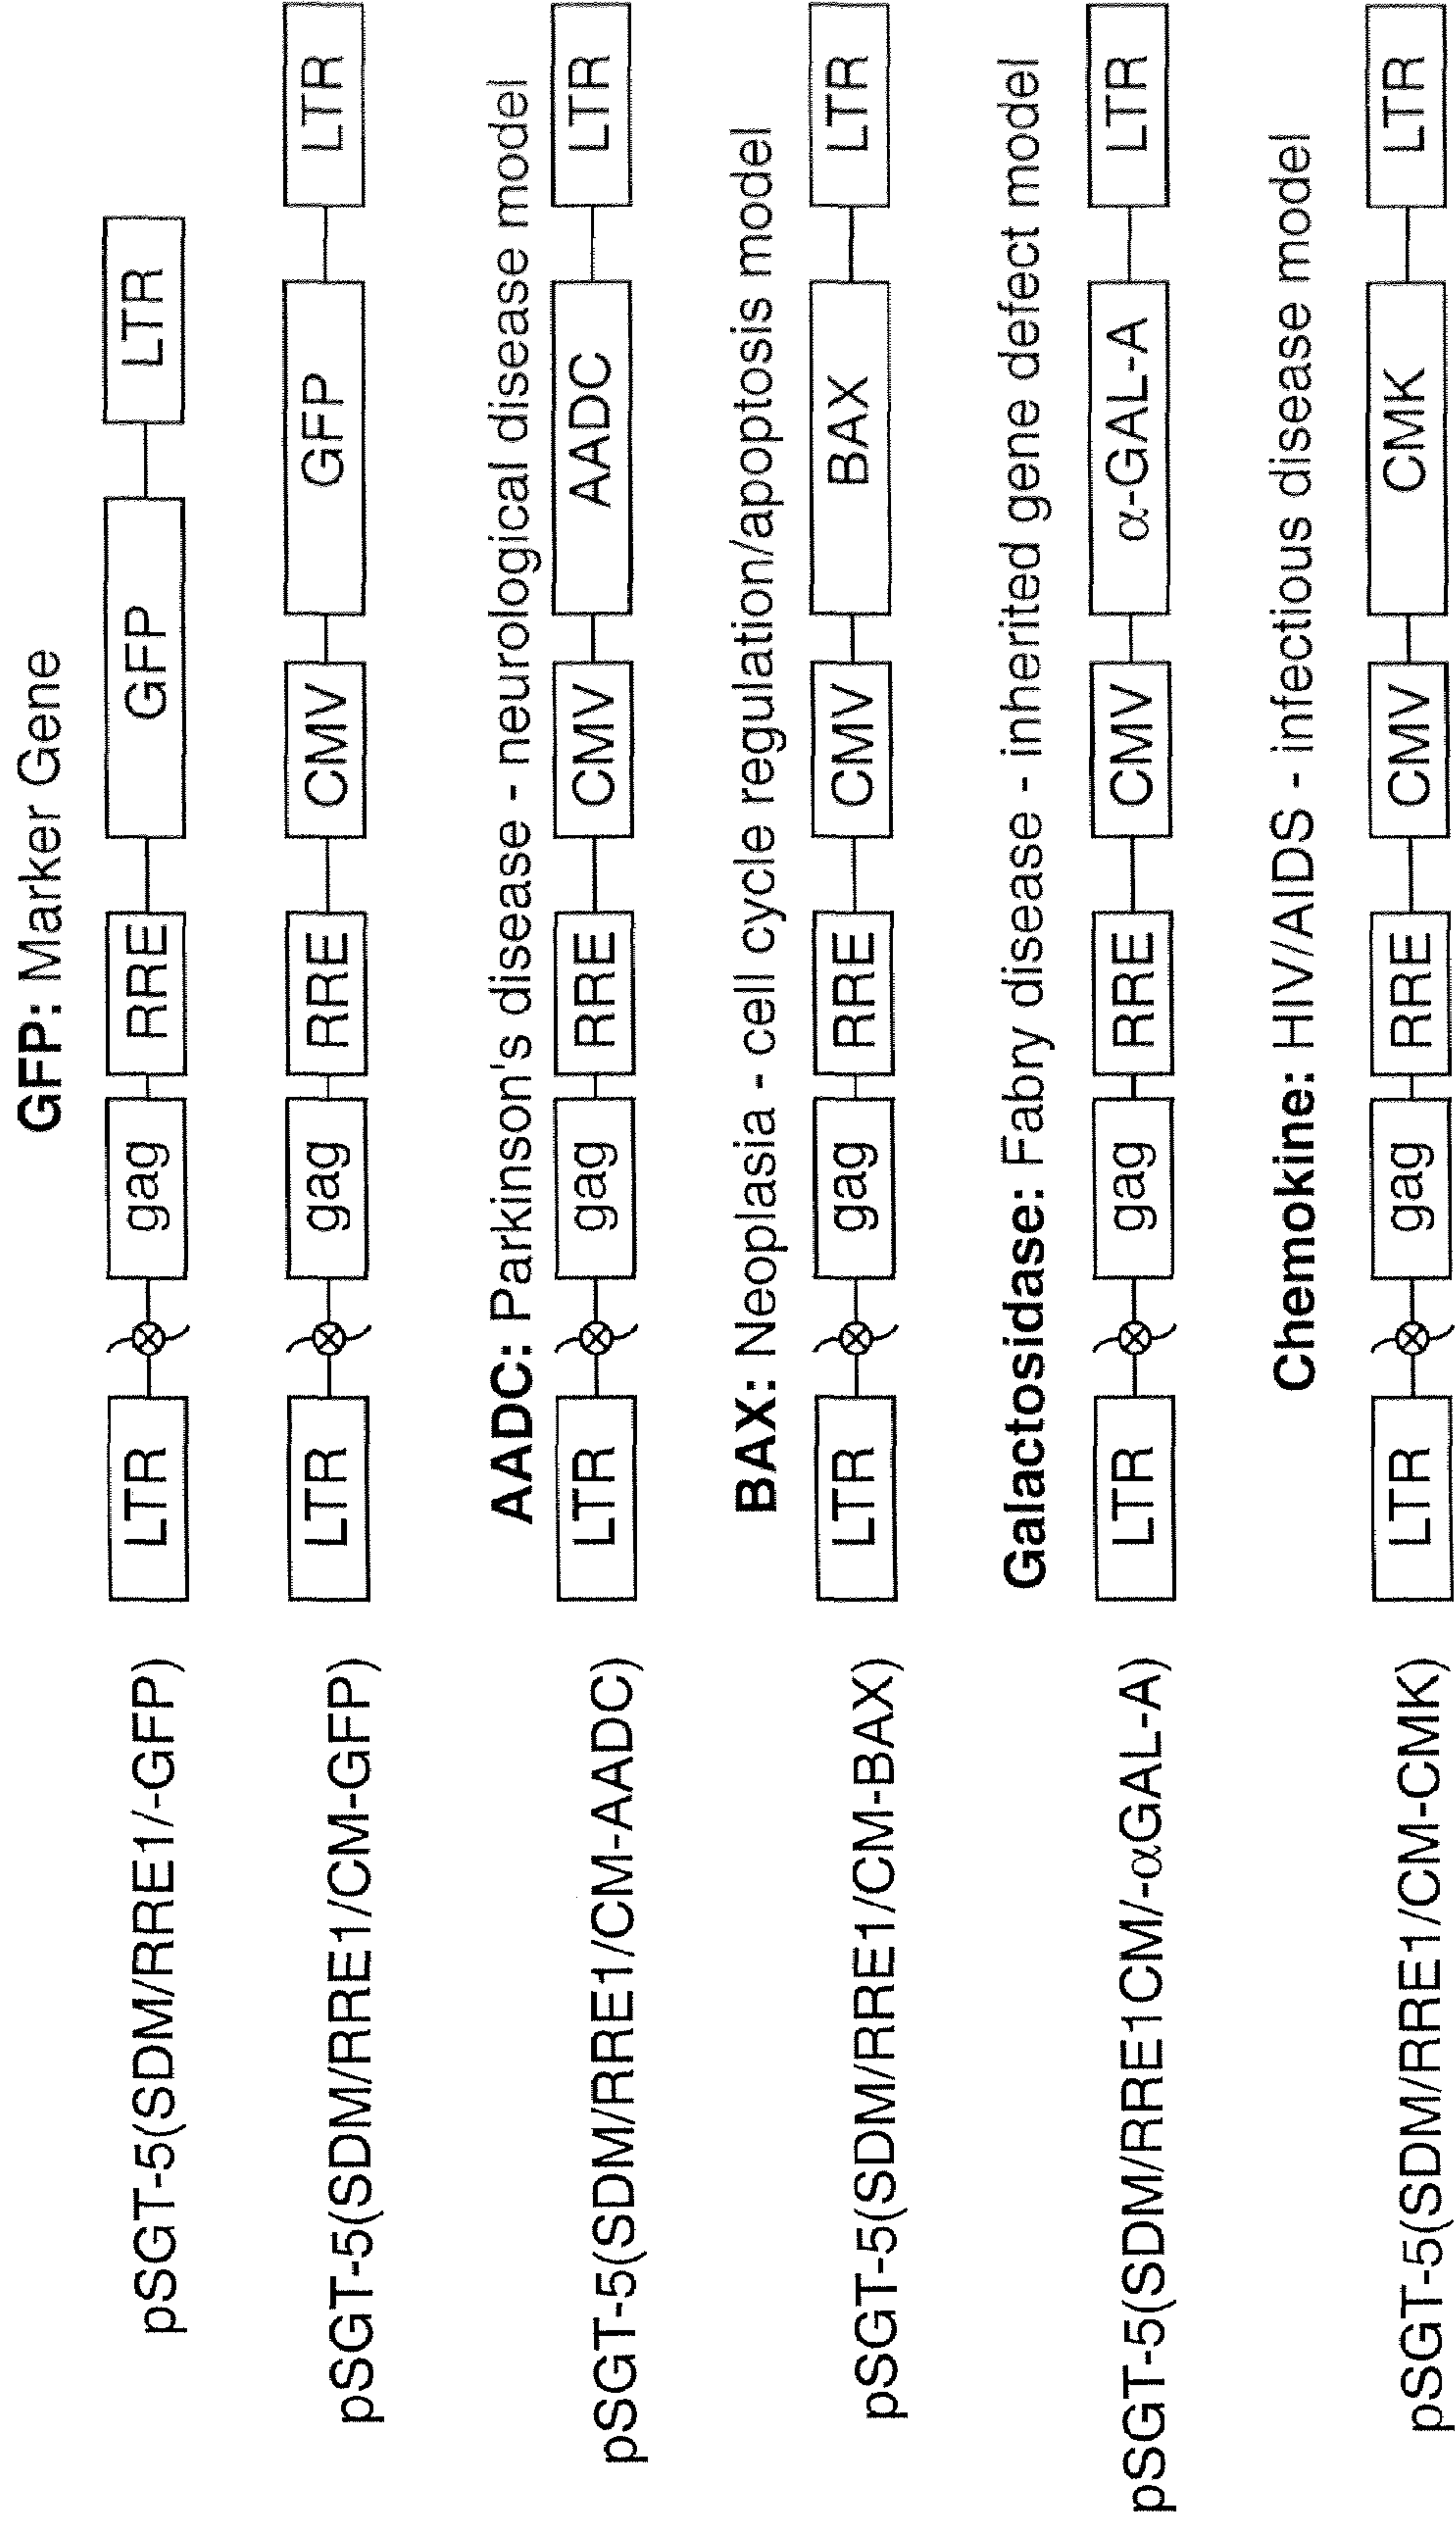 GFP: Marker Gene
pSGT-5(SDM/RRE1/-GFP) LTR gag RRE GFP LTR
pSGT-5(SDM/RRE1/CM-GFP) LTR gag RRE CMV GFP LTR
AADC: Parkinson's disease - neurological disease model
pSGT-5(SDM/RRE1/CM-AADC) LTR gag RRE CMV AADC LTR
BAX: Neoplasia - cell cycle regulation/apoptosis model
pSGT-5(SDM/RRE1/CM-BAX) LTR gag RRE CMV BAX LTR
Galactosidase: Fabry disease - inherited gene defect model
pSGT-5(SDM/RRE1CM/-αGAL-A) LTR gag RRE CMV α-GAL-A LTR
Chemokine: HIV/AIDS - infectious disease model
pSGT-5(SDM/RRE1/CM-CMK) LTR gag RRE CMV CMK LTR